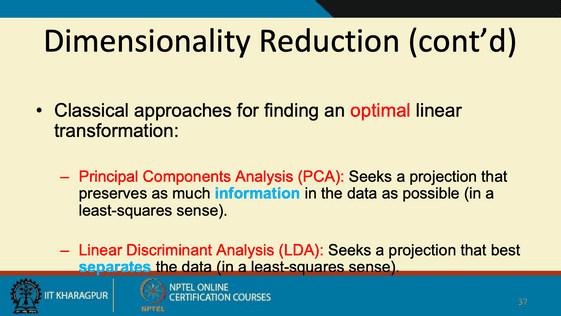 Dimensionality Reduction (cont’d)
• Classical approaches for finding an optimal linear
transformation:
– Principal Components Analysis (PCA): Seeks a projection that
preserves as much information in the data as possible (in a
least-squares sense).
– Linear Discriminant Analysis (LDA): Seeks a projection that best
separates the data (in a least-squares sense).
IIT KHARAGPUR
NPTEL
NPTEL ONLINE
CERTIFICATION COURSES
37